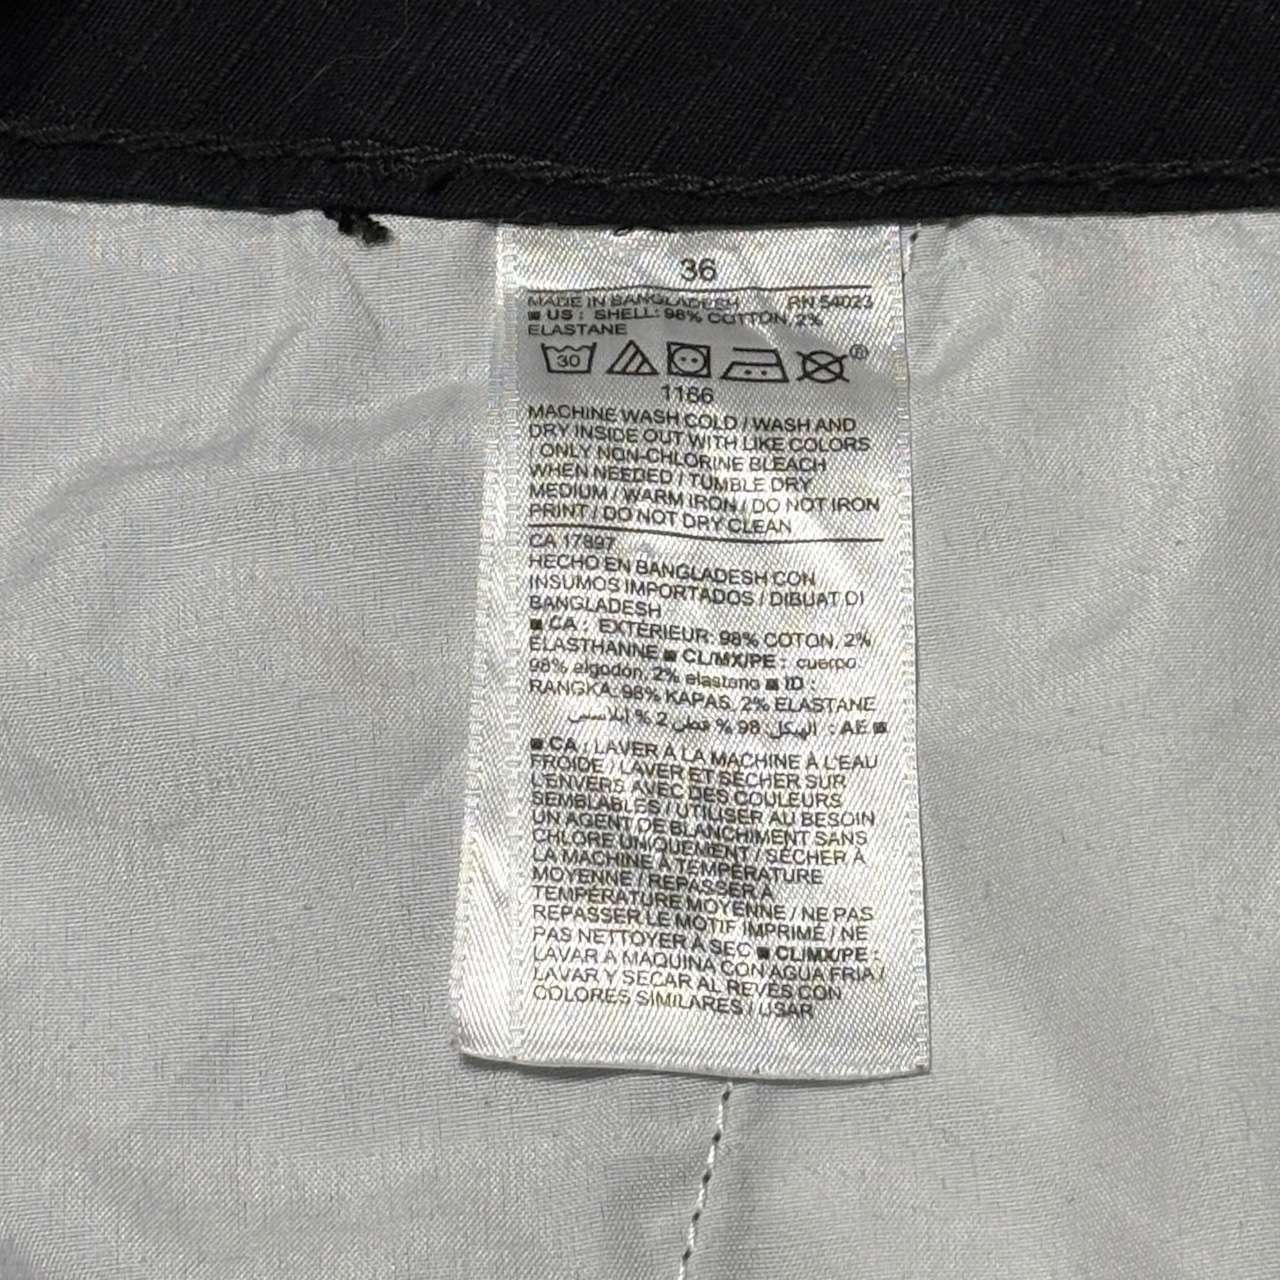 36
MADE IN BANGLADESH RN 54023
■ US : SHELL: 98% COTTON, 2%
ELASTANE
30 ®
1166
MACHINE WASH COLD / WASH AND
DRY INSIDE OUT WITH LIKE COLORS
/ ONLY NON-CHLORINE BLEACH
WHEN NEEDED / TUMBLE DRY
MEDIUM / WARM IRON / DO NOT IRON
PRINT / DO NOT DRY CLEAN
CA 17897
HECHO EN BANGLADESH CON
INSUMOS IMPORTADOS / DIBUAT DI
BANGLADESH
■ CA : EXTÉRIEUR: 98% COTON, 2%
ÉLASTHANNE ■ CL/MX/PE : cuerpo:
98% algodón, 2% elastano ■ ID :
RANGKA: 98% KAPAS, 2% ELASTANE
■ AE : الهيكل: 98 % قطن 2 % إيلاستين
■ CA : LAVER À LA MACHINE À L'EAU
FROIDE / LAVER ET SÉCHER SUR
L'ENVERS AVEC DES COULEURS
SEMBLABLES / UTILISER AU BESOIN
UN AGENT DE BLANCHIMENT SANS
CHLORE UNIQUEMENT / SÉCHER À
LA MACHINE À TEMPÉRATURE
MOYENNE / REPASSER À
TEMPÉRATURE MOYENNE / NE PAS
REPASSER LE MOTIF IMPRIMÉ / NE
PAS NETTOYER À SEC ■ CL/MX/PE :
LAVAR A MAQUINA CON AGUA FRIA /
LAVAR Y SECAR AL REVÉS CON
COLORES SIMILARES / USAR